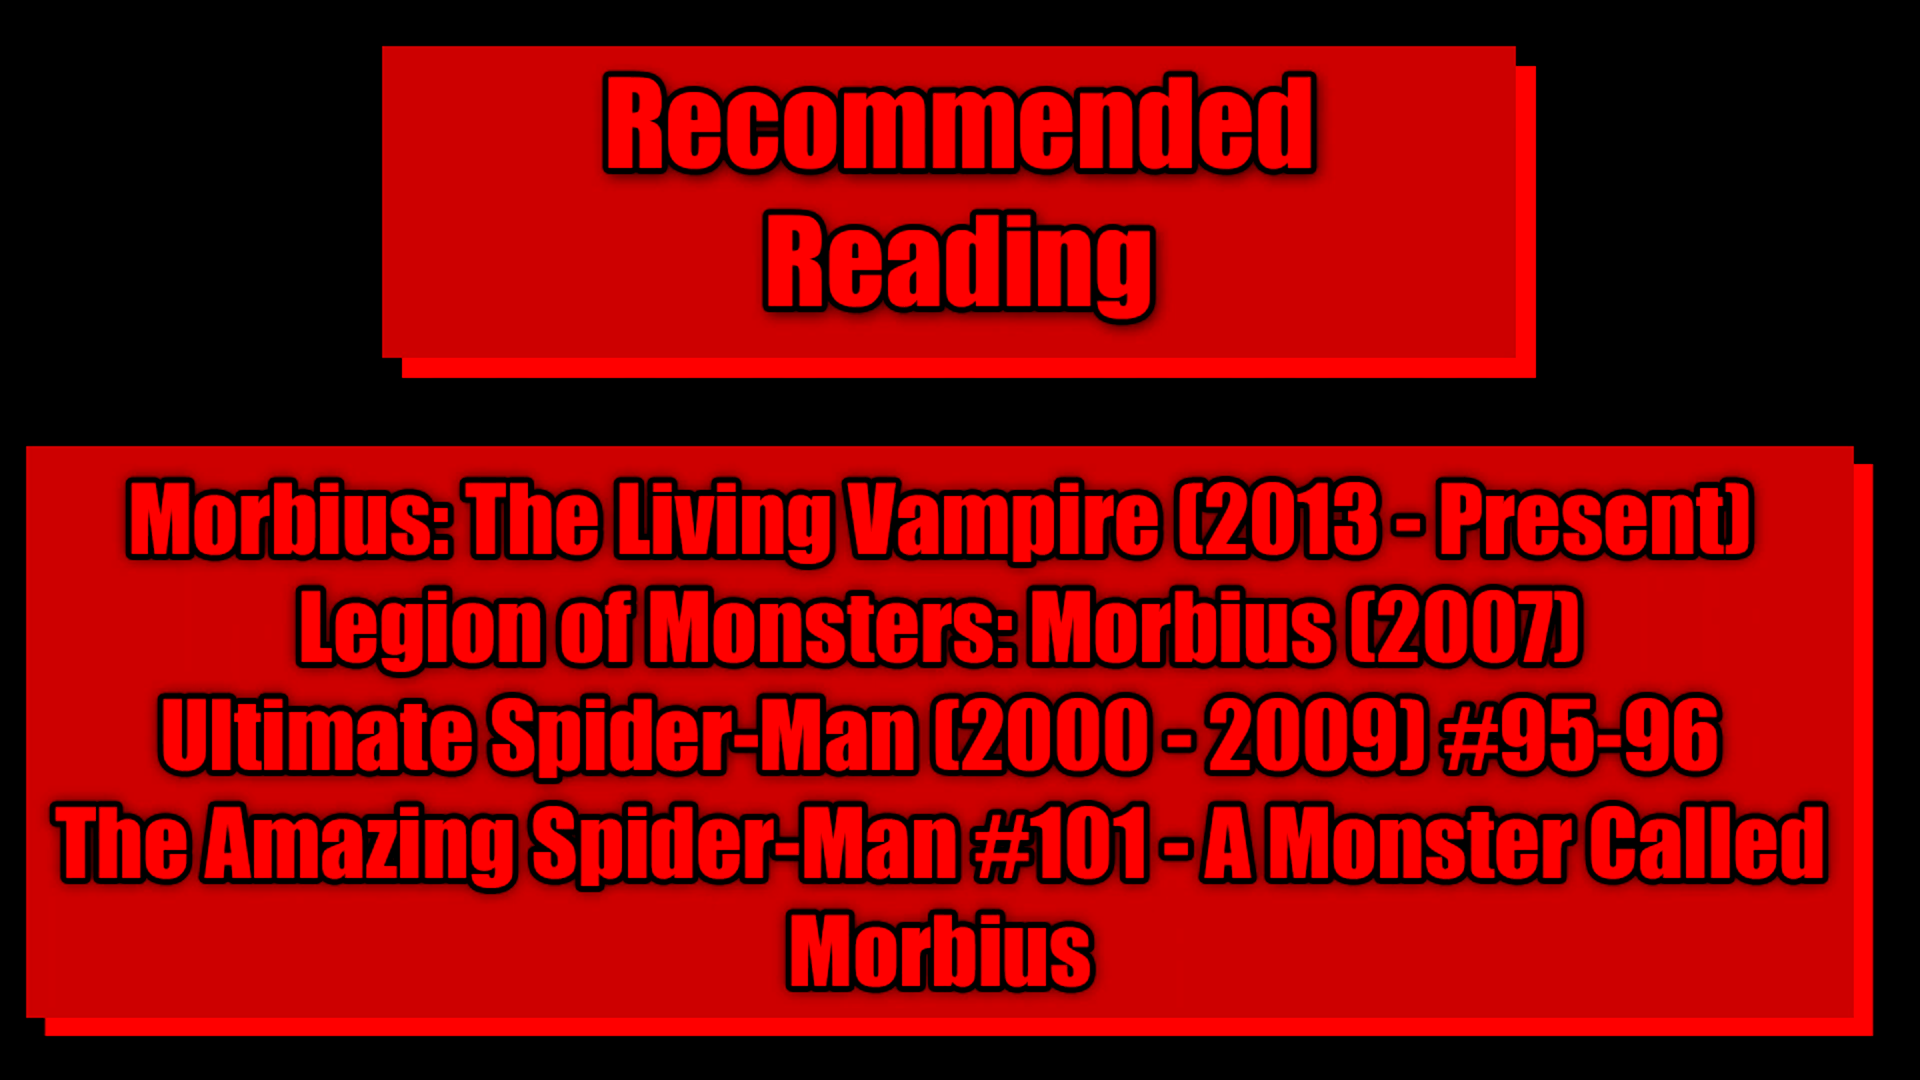 Recommended
Reading
Morbius: The Living Vampire (2013 - Present)
Legion of Monsters: Morbius (2007)
Ultimate Spider-Man (2000 - 2009) #95-96
The Amazing Spider-Man #101 - A Monster Called
Morbius